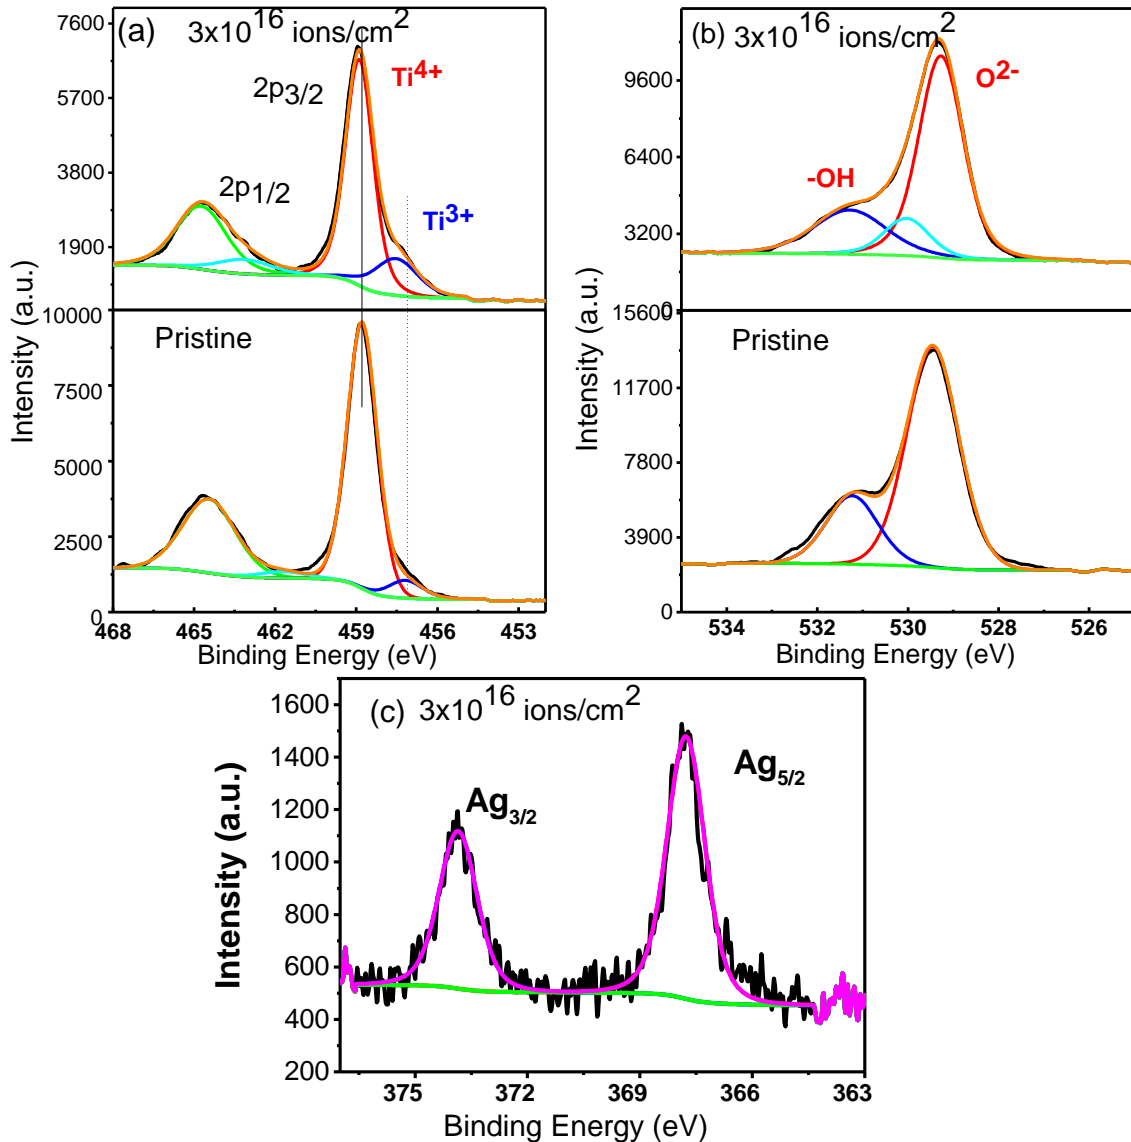 (a) 3x10^16 ions/cm^2
7600
5700
3800
1900
2p3/2
Ti4+
2p1/2
Ti3+
Intensity (a.u.)
10000
7500
5000
2500
0
Pristine
468 465 462 459 456 453
Binding Energy (eV)
(b) 3x10^16 ions/cm^2
9600
6400
3200
0
O2-
-OH
Intensity (a.u.)
15600
11700
7800
3900
0
Pristine
534 532 530 528 526
Binding Energy (eV)
(c) 3x10^16 ions/cm^2
1600
1400
1200
1000
800
600
400
200
Ag3/2
Ag5/2
Intensity (a.u.)
375 372 369 366 363
Binding Energy (eV)